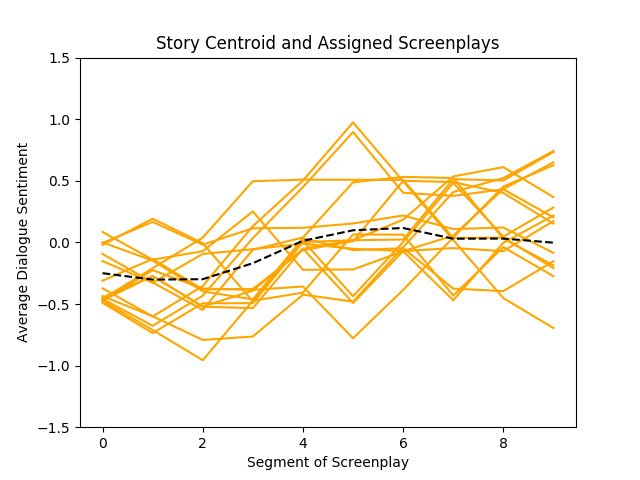 Story Centroid and Assigned Screenplays
1.5
1.0
0.5
0.0
−0.5
−1.0
−1.5
Average Dialogue Sentiment
0 2 4 6 8
Segment of Screenplay